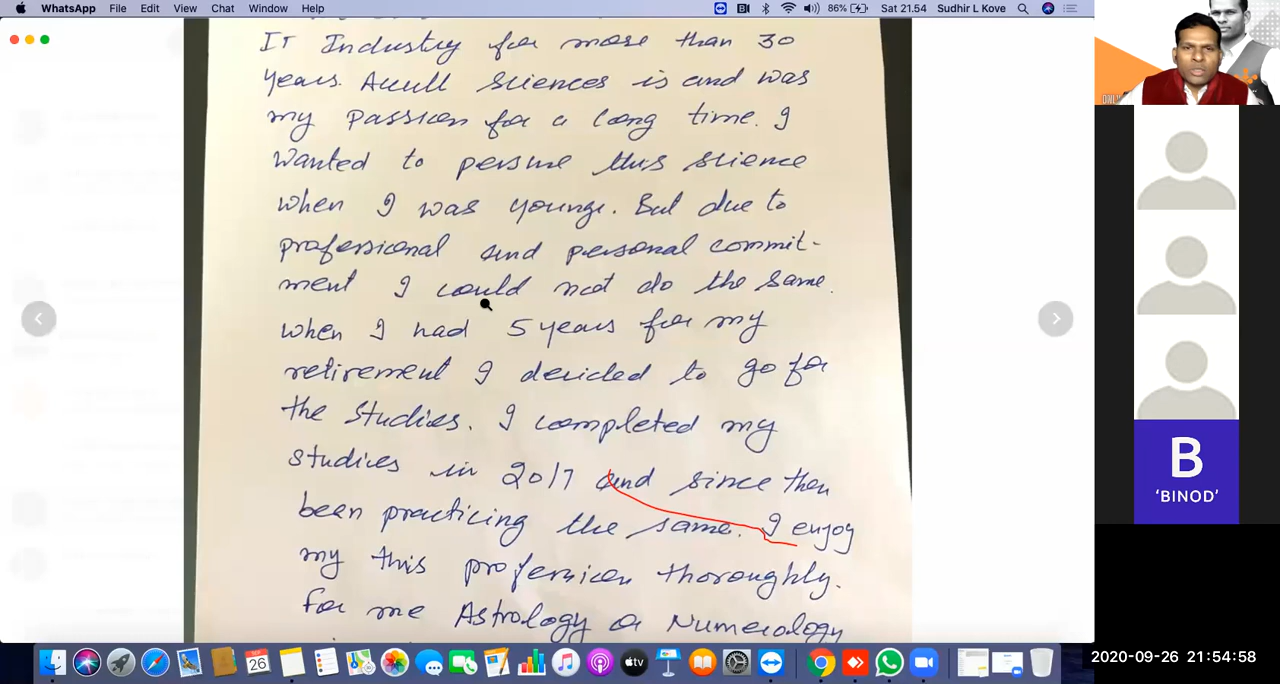 WhatsApp File Edit View Chat Window Help 86% Sat 21.54 Sudhir L Kove
IT Industry for more than 30
years. Accult sciences is and was
my passion for a long time. I
wanted to persue this science
when I was younge. But due to
professional and personal commit-
ment I could not do the same.
when I had 5 years for my
retirement I decided to go for
the studies. I completed my
studies in 2017 and since then
been practicing the same. I enjoy
my this profession thoroughly.
For me Astrology or Numerology
B
'BINOD'
SEP
26
tv
2020-09-26 21:54:58